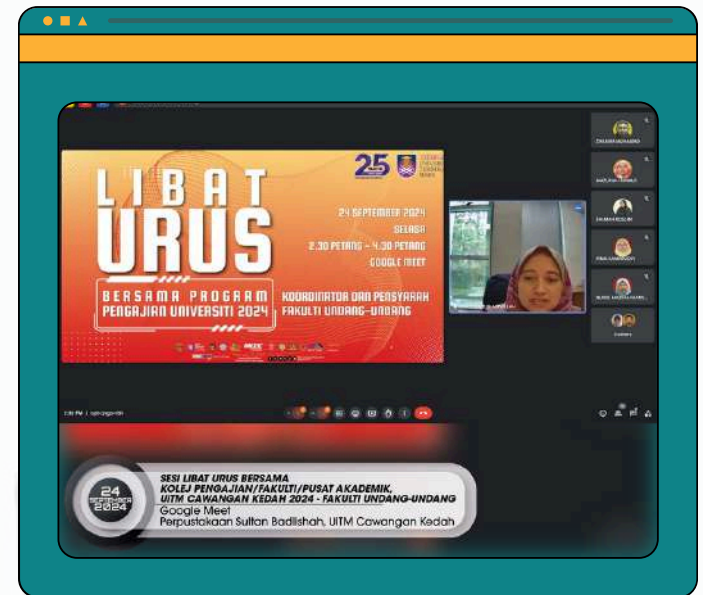 25
LIBAT
URUS
BERSAMA PROGRAM
PENGAJIAN UNIVERSITI 2024
24 SEPTEMBER 2024
SELASA
2.30 PETANG - 4.30 PETANG
GOOGLE MEET
KOORDINATOR DAN PENSYARAH
FAKULTI UNDANG-UNDANG
24
SEPTEMBER
2024
SESI LIBAT URUS BERSAMA
KOLEJ PENGAJIAN/FAKULTI/PUSAT AKADEMIK,
UiTM CAWANGAN KEDAH 2024 - FAKULTI UNDANG-UNDANG
Google Meet
Perpustakaan Sultan Badlishah, UiTM Cawangan Kedah